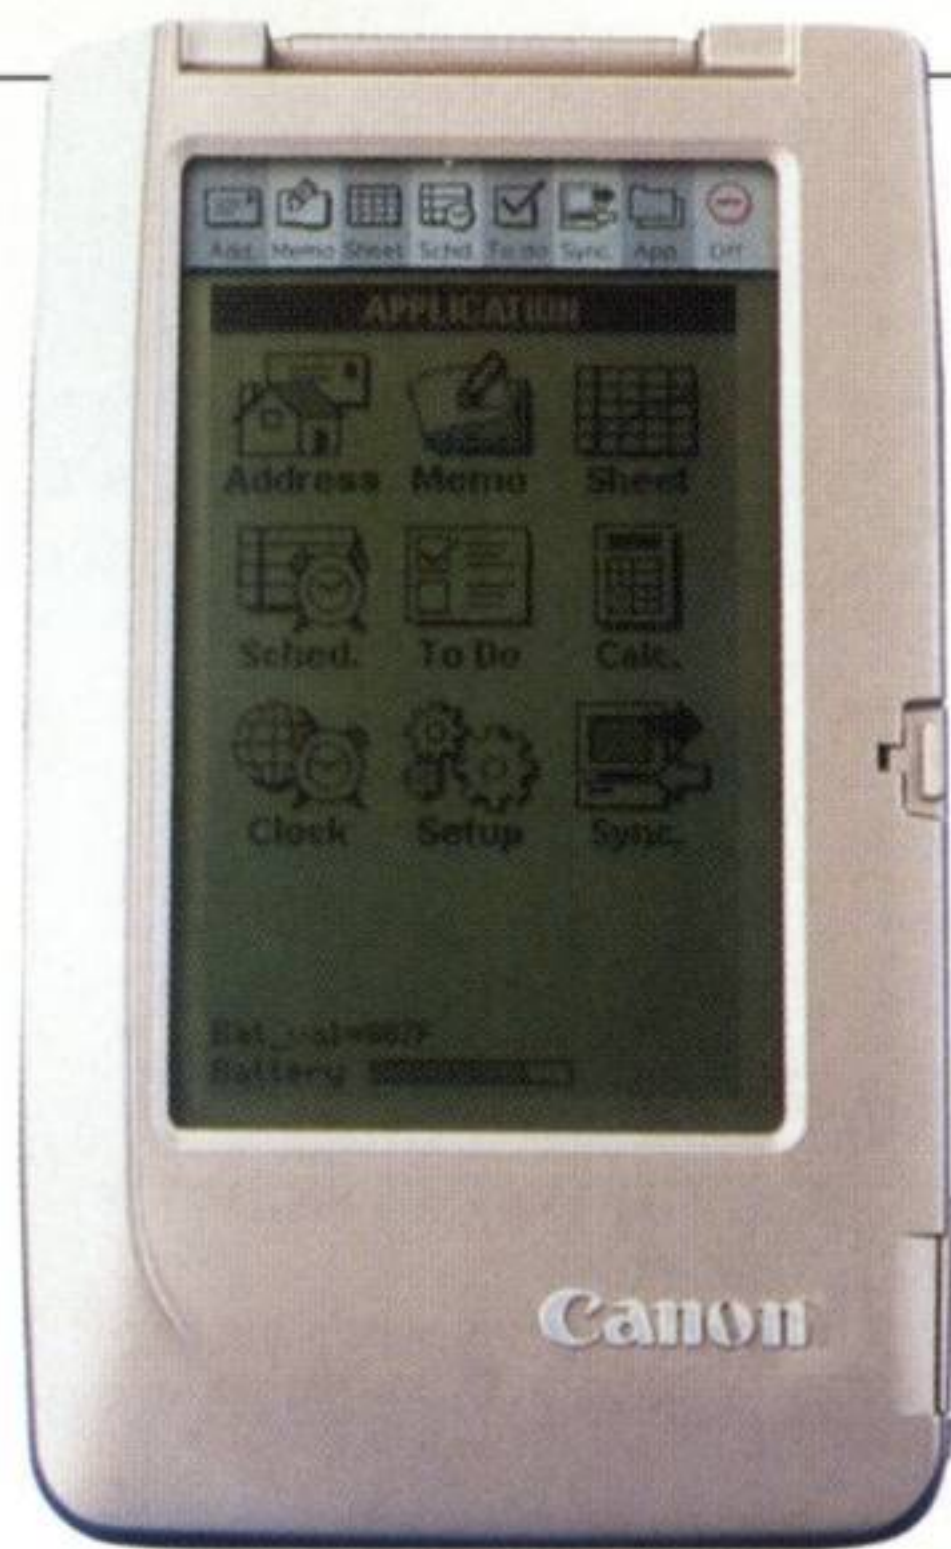 Add. Memo Sheet Schd. To do Sync. App. Off
APPLICATION
Address Memo Sheet
Sched. To Do Calc.
Clock Setup Sync.
Battery
Canon